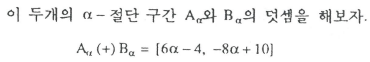 이 두개의 α－절단 구간 Aα와 Bα의 덧셈을 해보자.
Aα (+) Bα = [6α－4, －8α＋10]